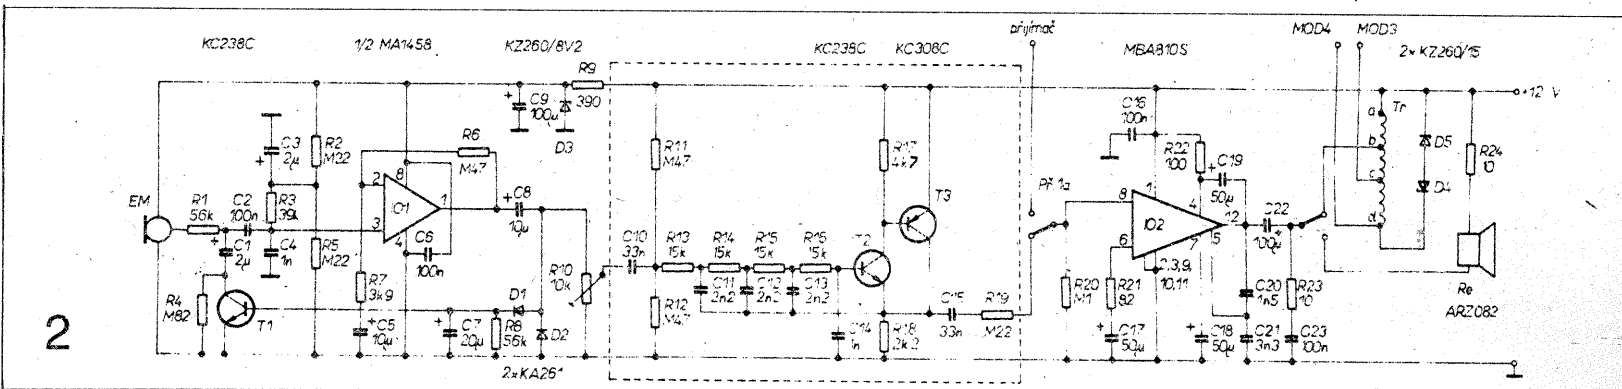 KC238C
1/2 MA1458
KZ260/8V2
KC238C
KC308C
přijímač
MBA810S
MOD4
MOD3
2× KZ260/15
R9
390
C9
100µ
D3
+12 V
C3
2µ
R2
M22
R6
M47
R11
M47
R17
4k7
C16
100n
R22
100
C19
50µ
a
Tr
b
c
d
D5
D4
R24
10
EM
R1
56k
C2
100n
R3
39k
2
3
8
IO1
1
4
C8
10µ
T3
Př. 1a
8
1
IO2
4
12
6
7
5
2,3,9,
10,11
C22
100µ
C1
2µ
C4
1n
R5
M22
C6
100n
R10
10k
C10
33n
R13
15k
R14
15k
R15
15k
R16
15k
T2
C11
2n2
C12
2n2
C13
2n2
R4
M82
T1
R7
3k9
C5
10µ
C7
20µ
D1
R8
56k
D2
2×KA261
R12
M47
C14
1n
R18
2k2
C15
33n
R19
M22
R20
M1
R21
82
C17
50µ
C18
50µ
C20
1n5
C21
3n3
R23
10
C23
100n
Re
ARZ082
2